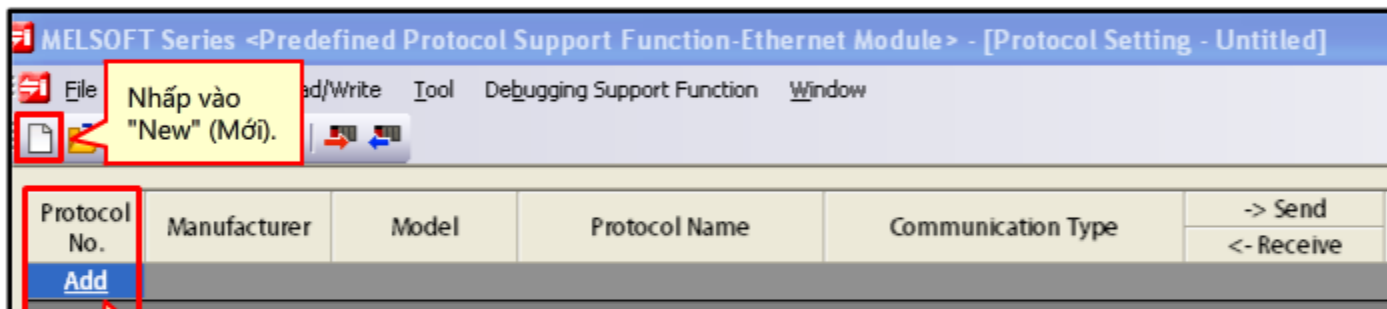 MELSOFT Series <Predefined Protocol Support Function-Ethernet Module> - [Protocol Setting - Untitled]
File ad/Write Tool Debugging Support Function Window
Nhấp vào
"New" (Mới).
Protocol
No.
Manufacturer
Model
Protocol Name
Communication Type
-> Send
<- Receive
Add